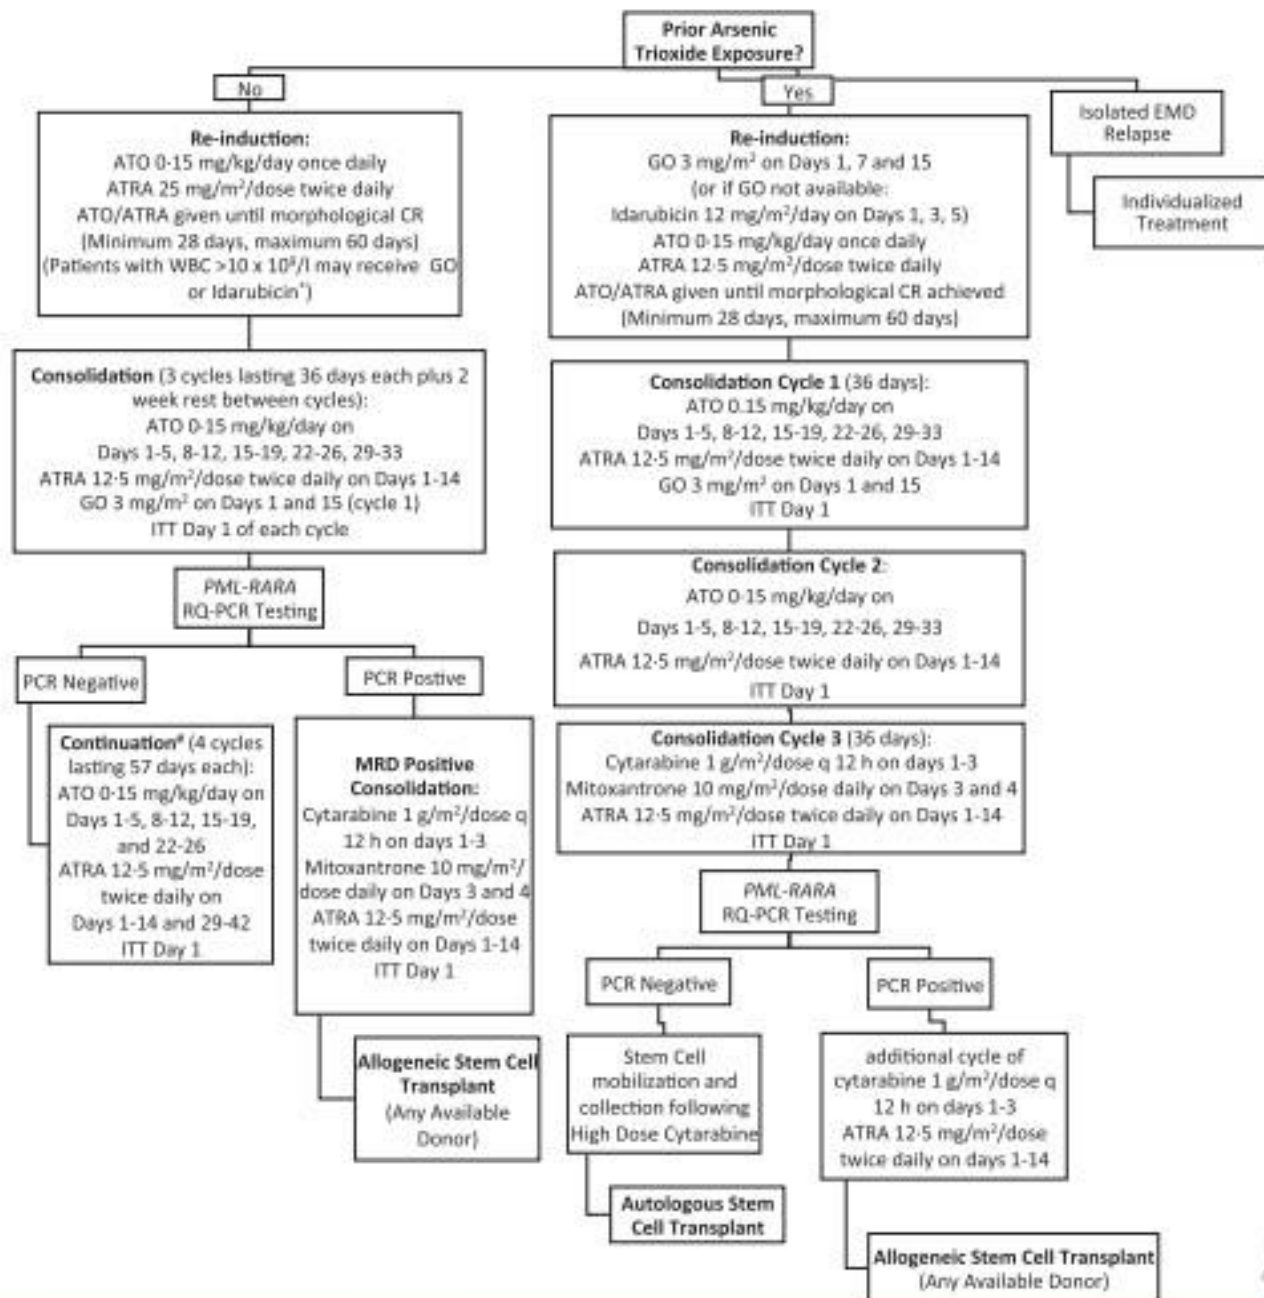 Prior Arsenic
Trioxide Exposure?
No
Yes
Isolated EMD
Relapse
Individualized
Treatment
Re-induction:
ATO 0·15 mg/kg/day once daily
ATRA 25 mg/m²/dose twice daily
ATO/ATRA given until morphological CR
(Minimum 28 days, maximum 60 days)
(Patients with WBC >10 x 10⁹/l may receive GO
or Idarubicin*)
Consolidation (3 cycles lasting 36 days each plus 2
week rest between cycles):
ATO 0·15 mg/kg/day on
Days 1-5, 8-12, 15-19, 22-26, 29-33
ATRA 12·5 mg/m²/dose twice daily on Days 1-14
GO 3 mg/m² on Days 1 and 15 (cycle 1)
ITT Day 1 of each cycle
PML-RARA
RQ-PCR Testing
PCR Negative
PCR Postive
Continuation# (4 cycles
lasting 57 days each):
ATO 0·15 mg/kg/day on
Days 1-5, 8-12, 15-19,
and 22-26
ATRA 12·5 mg/m²/dose
twice daily on
Days 1-14 and 29-42
ITT Day 1
MRD Positive
Consolidation:
Cytarabine 1 g/m²/dose q
12 h on days 1-3
Mitoxantrone 10 mg/m²/
dose daily on Days 3 and 4
ATRA 12·5 mg/m²/dose
twice daily on Days 1-14
ITT Day 1
Allogeneic Stem Cell
Transplant
(Any Available
Donor)
Re-induction:
GO 3 mg/m² on Days 1, 7 and 15
(or if GO not available:
Idarubicin 12 mg/m²/day on Days 1, 3, 5)
ATO 0·15 mg/kg/day once daily
ATRA 12·5 mg/m²/dose twice daily
ATO/ATRA given until morphological CR achieved
(Minimum 28 days, maximum 60 days)
Consolidation Cycle 1 (36 days):
ATO 0.15 mg/kg/day on
Days 1-5, 8-12, 15-19, 22-26, 29-33
ATRA 12·5 mg/m²/dose twice daily on Days 1-14
GO 3 mg/m² on Days 1 and 15
ITT Day 1
Consolidation Cycle 2:
ATO 0·15 mg/kg/day on
Days 1-5, 8-12, 15-19, 22-26, 29-33
ATRA 12·5 mg/m²/dose twice daily on Days 1-14
ITT Day 1
Consolidation Cycle 3 (36 days):
Cytarabine 1 g/m²/dose q 12 h on days 1-3
Mitoxantrone 10 mg/m²/dose daily on Days 3 and 4
ATRA 12·5 mg/m²/dose twice daily on Days 1-14
ITT Day 1
PML-RARA
RQ-PCR Testing
PCR Negative
PCR Positive
Stem Cell
mobilization and
collection following
High Dose Cytarabine
Autologous Stem
Cell Transplant
additional cycle of
cytarabine 1 g/m²/dose q
12 h on days 1-3
ATRA 12·5 mg/m²/dose
twice daily on days 1-14
Allogeneic Stem Cell Transplant
(Any Available Donor)